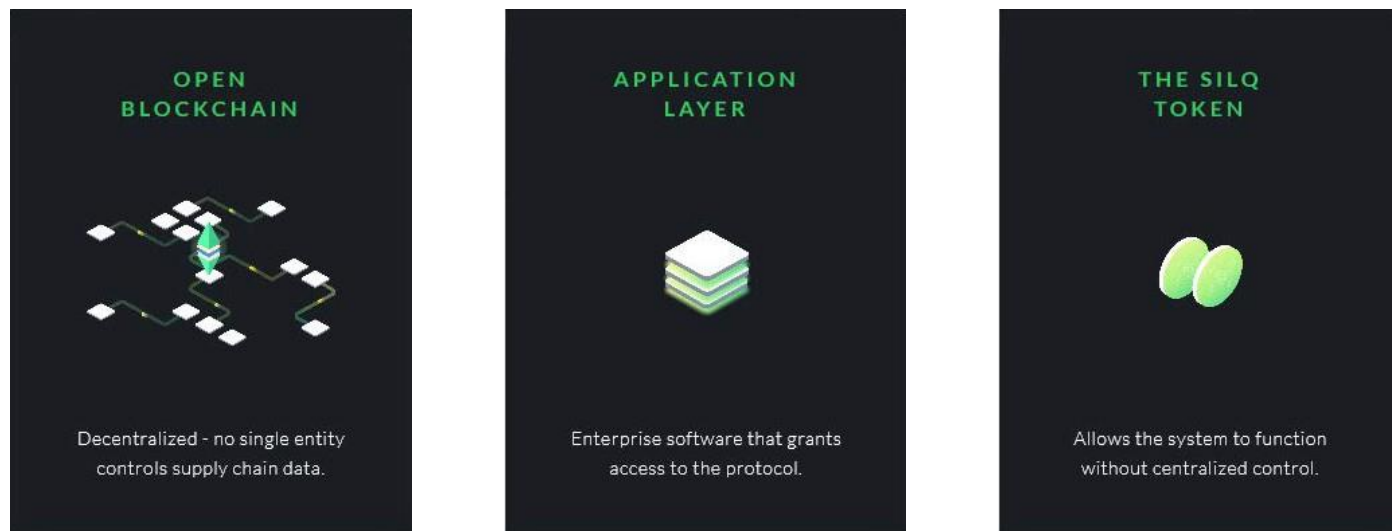 OPEN
BLOCKCHAIN
Decentralized - no single entity
controls supply chain data.
APPLICATION
LAYER
Enterprise software that grants
access to the protocol.
THE SILQ
TOKEN
Allows the system to function
without centralized control.